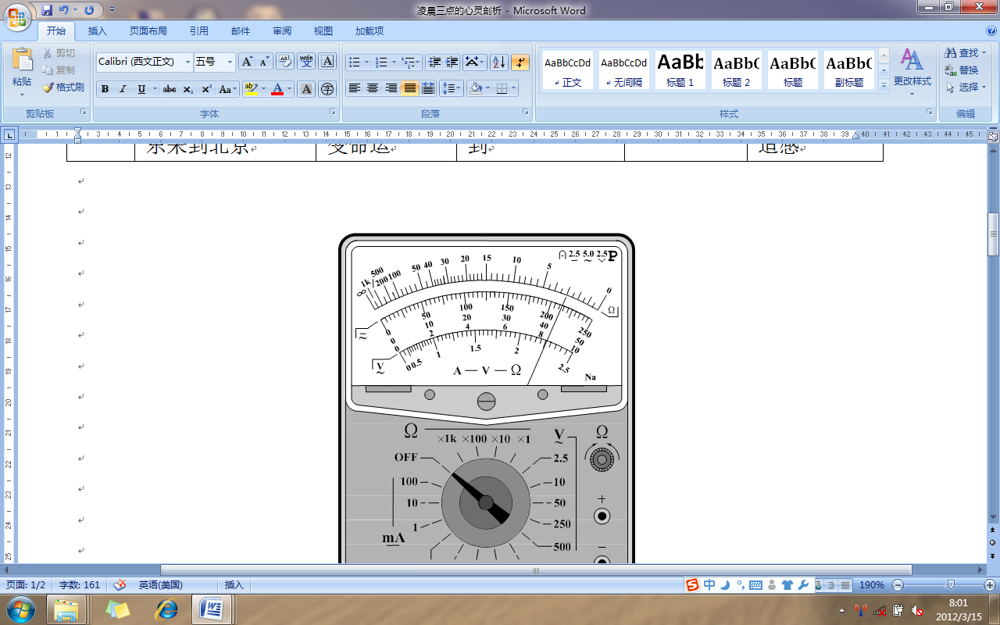 凌晨三点的心灵剖析 - Microsoft Word
开始 插入 页面布局 引用 邮件 审阅 视图 加载项
粘贴
剪切
复制
格式刷
Calibri (西文正文) 五号
AaBbCcDd AaBbCcDd AaBb AaBbC AaBbC AaBbC
正文 无间隔 标题 1 标题 2 标题 副标题
更改样式
查找
替换
选择
剪贴板 字体 段落 样式 编辑
东来到北京 变命运 到 道感
∞ 1k 500 200 100 50 40 30 20 15 10 5 0 Ω
2.5 5.0 2.5 P
0 50 100 150 200 250
0 10 20 30 40 50
0 2 4 6 8 10
V
0 0.5 1 1.5 2 2.5
A — V — Ω
Na
Ω ×1k ×100 ×10 ×1 V Ω
OFF 2.5
100 10
10 50
1 250
mA 500
+
−
页面: 1/2 字数: 161 英语(美国) 插入 中 190%
8:01
2012/3/15